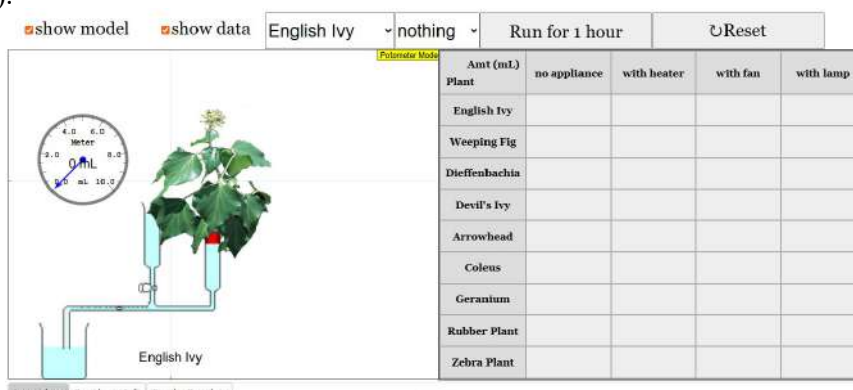 show model show data English Ivy nothing Run for 1 hour ↻Reset
Potometer Mode
4.0 6.0
Meter
2.0 8.0
0 mL
0.0 mL 10.0
English Ivy
Amt (mL)
Plant no appliance with heater with fan with lamp
English Ivy
Weeping Fig
Dieffenbachia
Devil's Ivy
Arrowhead
Coleus
Geranium
Rubber Plant
Zebra Plant